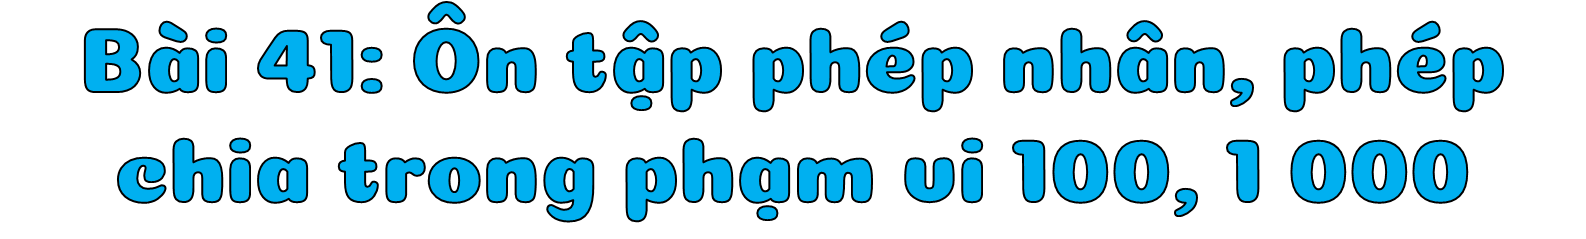 Bài 41: Ôn tập phép nhân, phép
chia trong phạm vi 100, 1 000